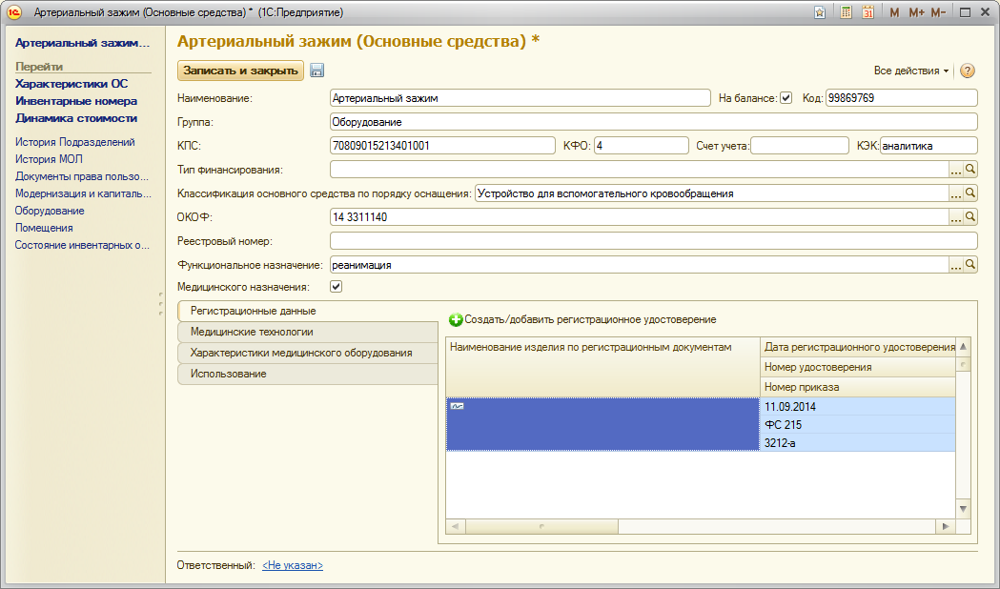 Артериальный зажим (Основные средства) * (1С:Предприятие)
M M+ M-
Артериальный зажим...
Перейти
Характеристики ОС
Инвентарные номера
Динамика стоимости
История Подразделений
История МОЛ
Документы права пользо...
Модернизация и капиталь...
Оборудование
Помещения
Состояние инвентарных о...
Артериальный зажим (Основные средства) *
Записать и закрыть
Все действия
Наименование: Артериальный зажим На балансе: Код: 99869769
Группа: Оборудование
КПС: 70809015213401001 КФО: 4 Счет учета: КЭК: аналитика
Тип финансирования: ...
Классификация основного средства по порядку оснащения: Устройство для вспомогательного кровообращения ...
ОКОФ: 14 3311140 ...
Реестровый номер:
Функциональное назначение: реанимация ...
Медицинского назначения:
Регистрационные данные
Медицинские технологии
Характеристики медицинского оборудования
Использование
Создать/добавить регистрационное удостоверение
Наименование изделия по регистрационным документам
Дата регистрационного удостоверения
Номер удостоверения
Номер приказа
11.09.2014
ФС 215
3212-а
Ответственный: <Не указан>